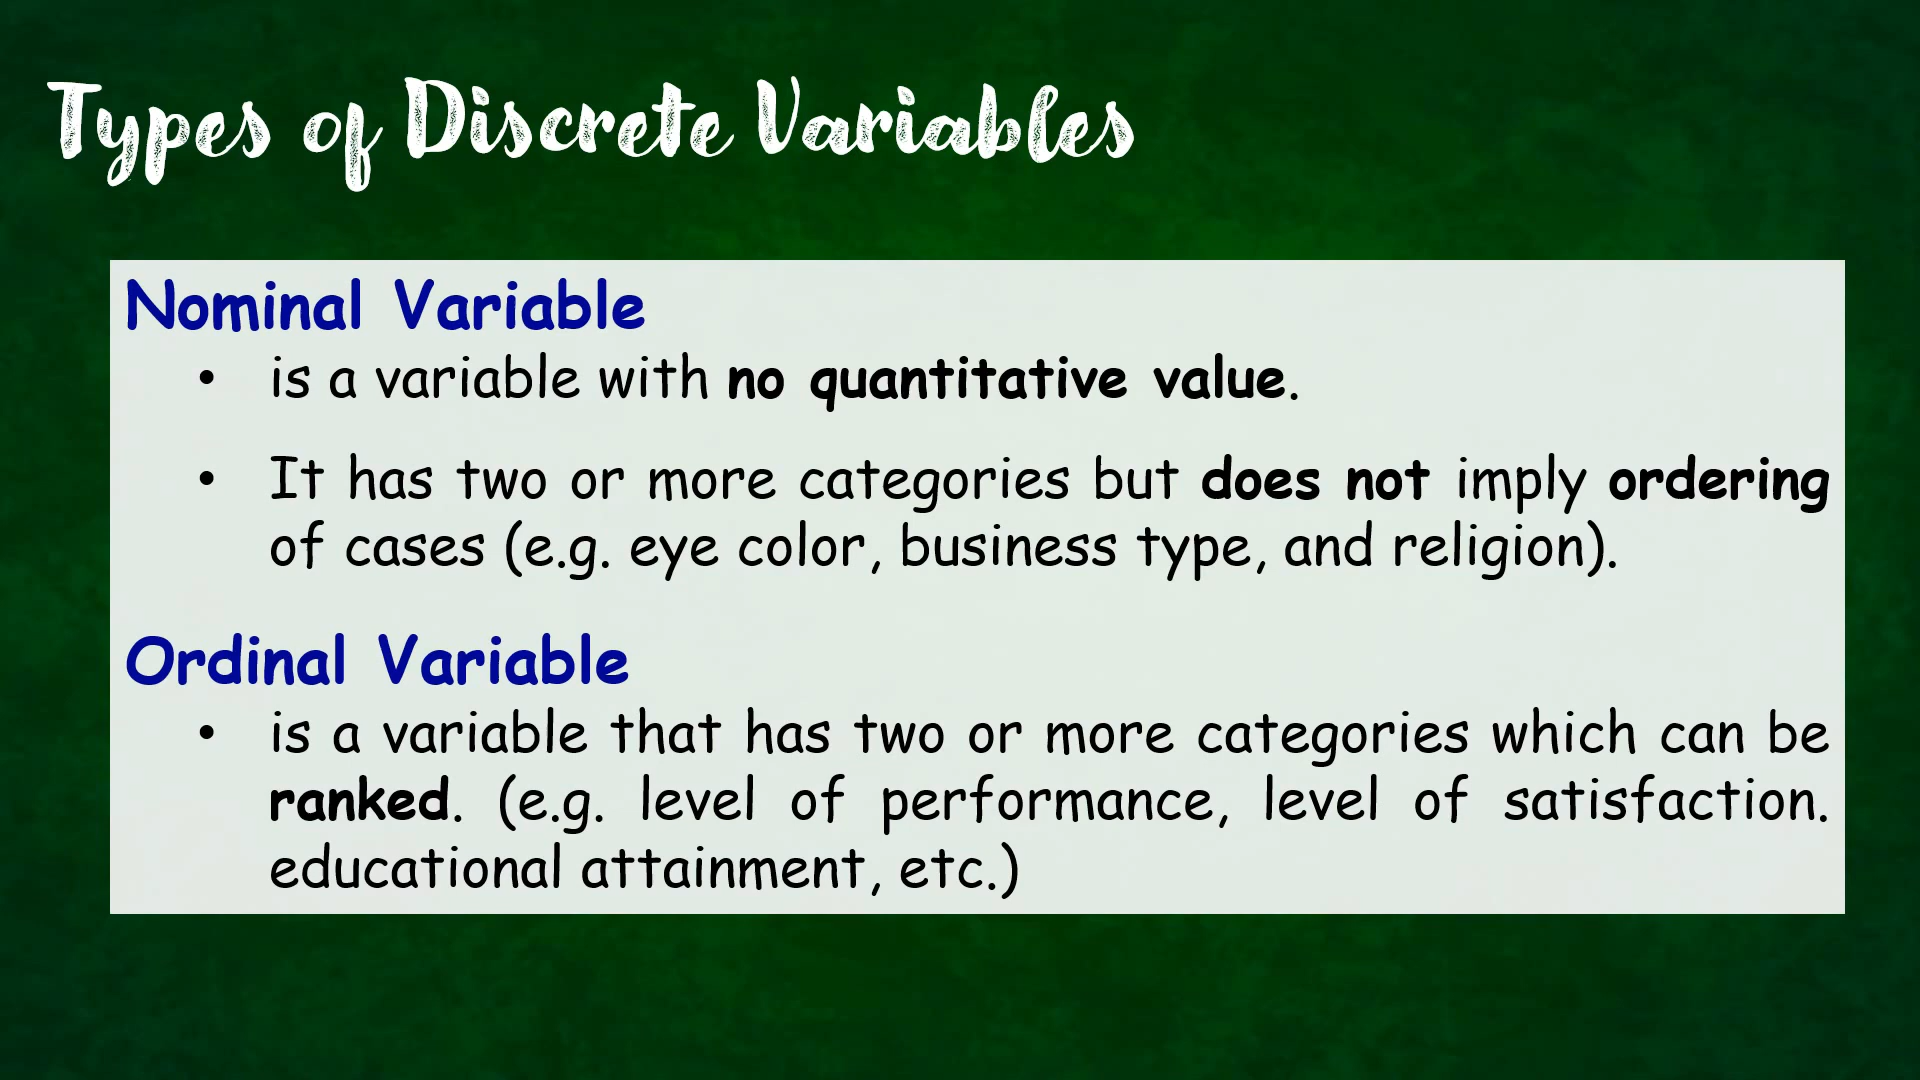 Types of Discrete Variables
Nominal Variable
• is a variable with no quantitative value.
• It has two or more categories but does not imply ordering
of cases (e.g. eye color, business type, and religion).
Ordinal Variable
• is a variable that has two or more categories which can be
ranked. (e.g. level of performance, level of satisfaction.
educational attainment, etc.)